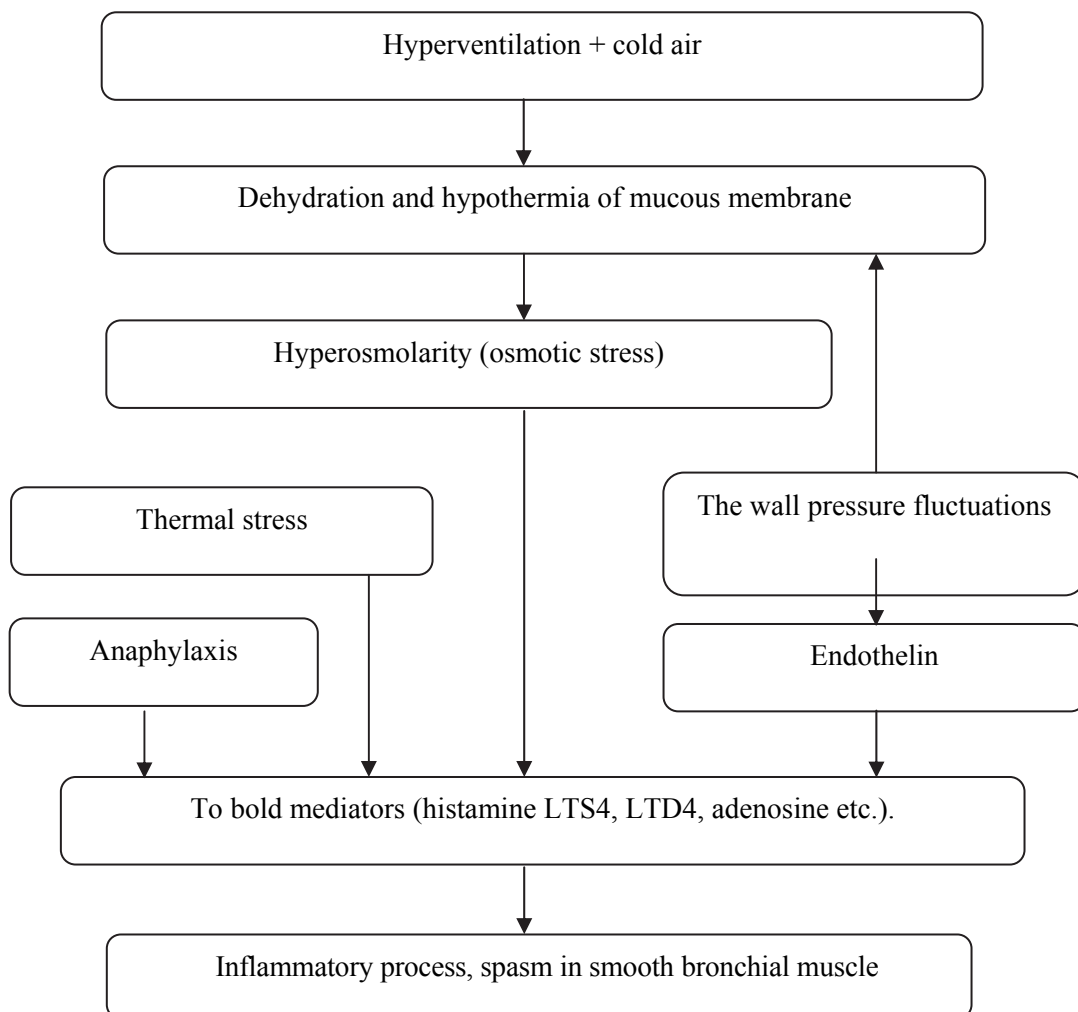 Hyperventilation + cold air
Dehydration and hypothermia of mucous membrane
Hyperosmolarity (osmotic stress)
Thermal stress
The wall pressure fluctuations
Anaphylaxis
Endothelin
To bold mediators (histamine LTS4, LTD4, adenosine etc.).
Inflammatory process, spasm in smooth bronchial muscle